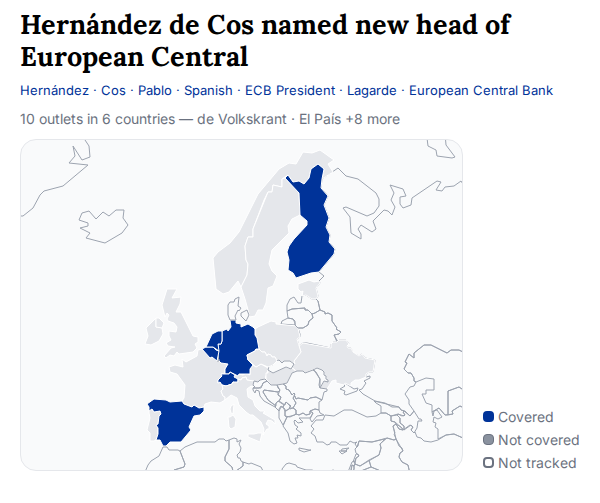 Hernández de Cos named new head of
European Central
Hernández · Cos · Pablo · Spanish · ECB President · Lagarde · European Central Bank
10 outlets in 6 countries — de Volkskrant · El País +8 more
Covered
Not covered
Not tracked